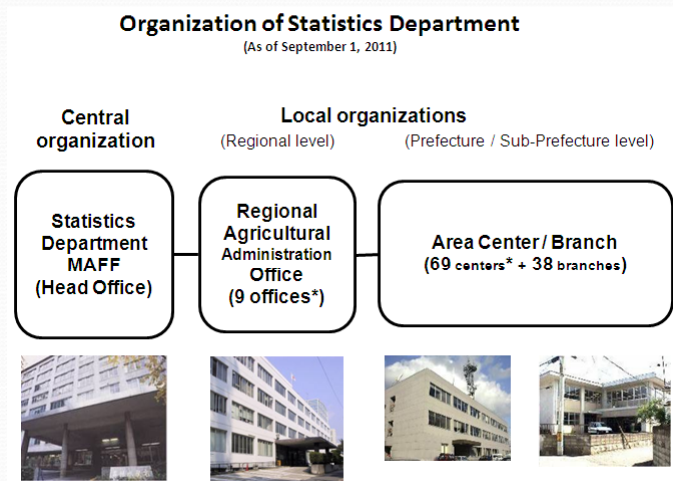 Organization of Statistics Department
(As of September 1, 2011)
Central
organization
Local organizations
(Regional level)
(Prefecture / Sub-Prefecture level)
Statistics
Department
MAFF
(Head Office)
Regional
Agricultural
Administration
Office
(9 offices*)
Area Center / Branch
(69 centers* + 38 branches)